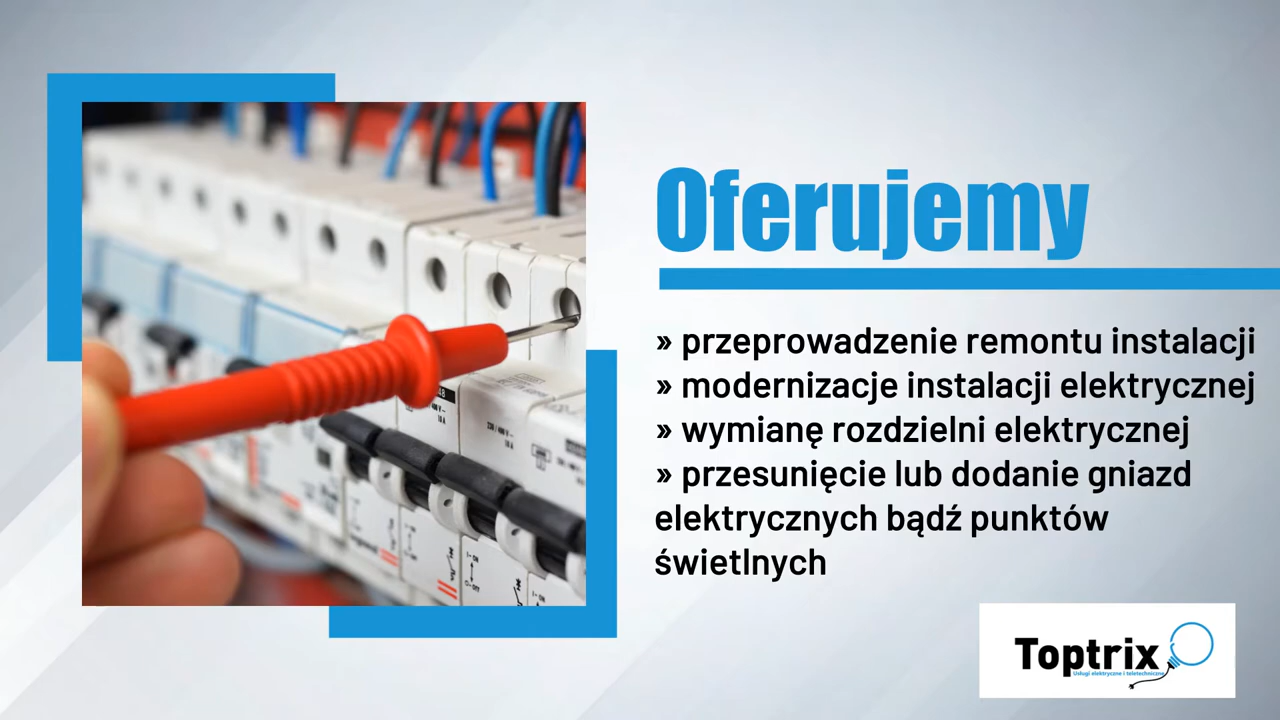 Oferujemy
» przeprowadzenie remontu instalacji
» modernizacje instalacji elektrycznej
» wymianę rozdzielni elektrycznej
» przesunięcie lub dodanie gniazd
elektrycznych bądź punktów
świetlnych
Toptrix
Usługi elektryczne i teletechniczne